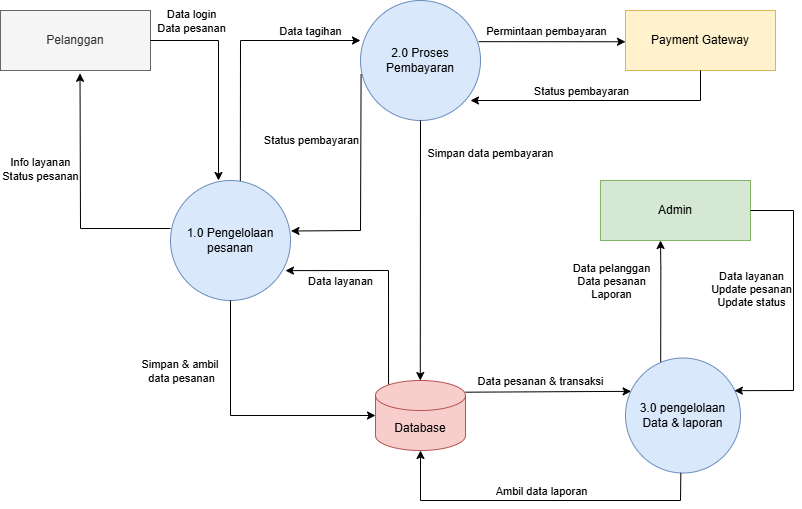 Pelanggan
Data login
Data pesanan
Data tagihan
2.0 Proses
Pembayaran
Permintaan pembayaran
Payment Gateway
Status pembayaran
Status pembayaran
Simpan data pembayaran
Info layanan
Status pesanan
1.0 Pengelolaan
pesanan
Admin
Data pelanggan
Data pesanan
Laporan
Data layanan
Update pesanan
Update status
Data layanan
Simpan & ambil
data pesanan
Data pesanan & transaksi
Database
3.0 pengelolaan
Data & laporan
Ambil data laporan